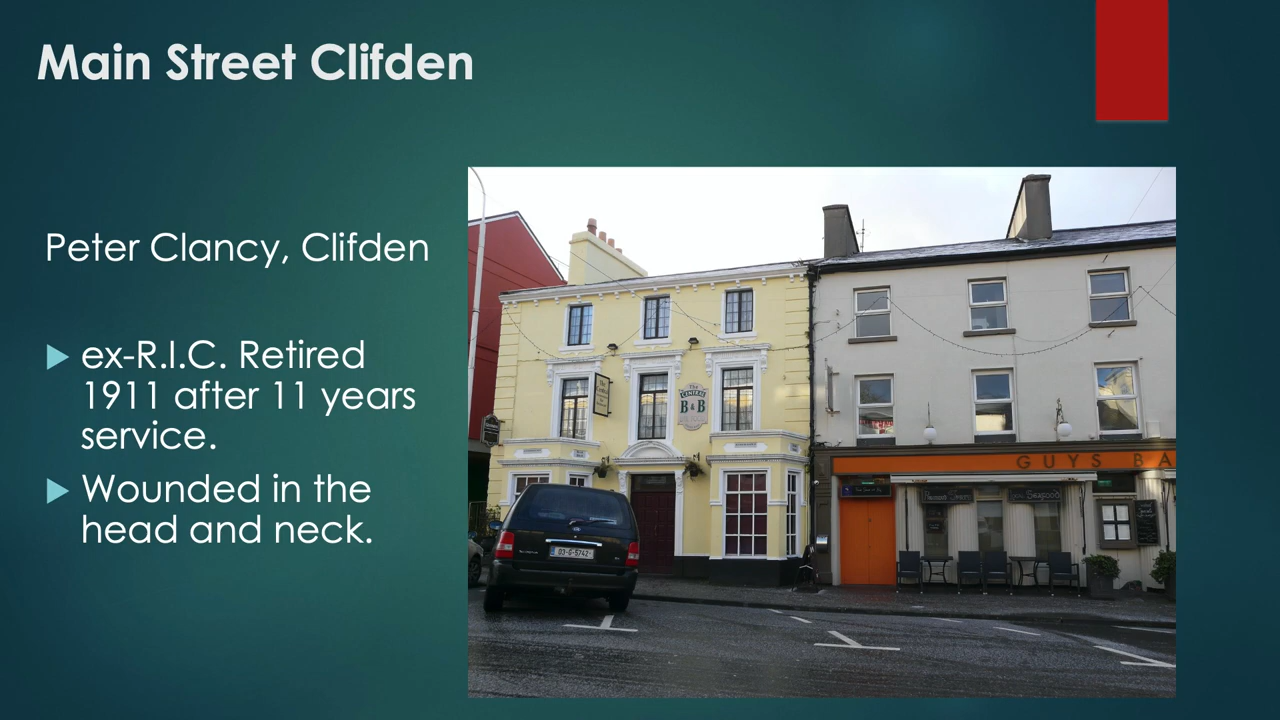 Main Street Clifden
Peter Clancy, Clifden
ex-R.I.C. Retired
1911 after 11 years
service.
Wounded in the
head and neck.
The
CENTRAL
B & B
GUYS BA
Seafood
03-G-5742